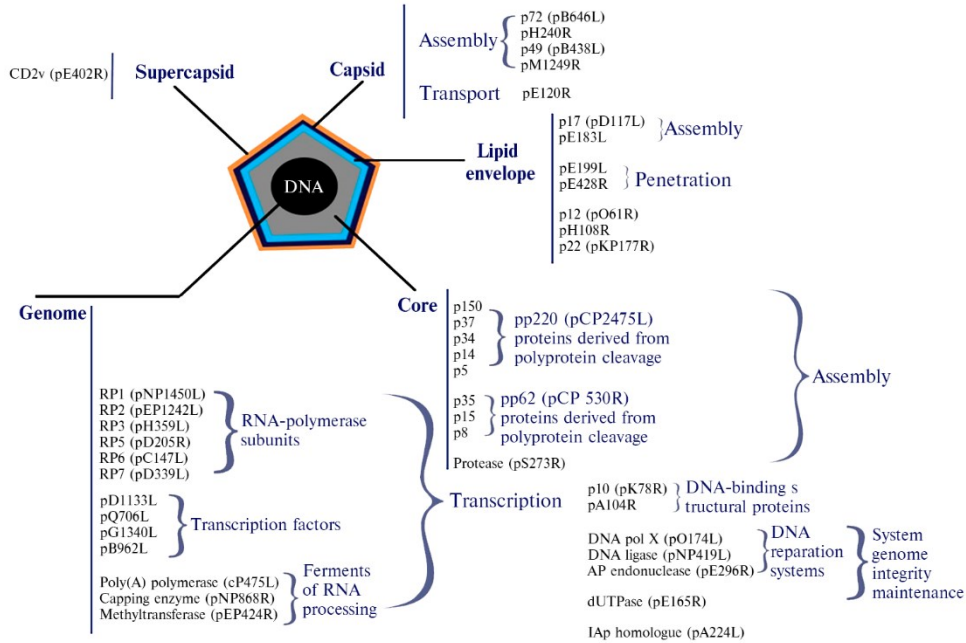 CD2v (pE402R)
Supercapsid
Capsid
Assembly
p72 (pB646L)
pH240R
p49 (pB438L)
pM1249R
Transport
pE120R
DNA
Lipid
envelope
p17 (pD117L)
pE183L
Assembly
pE199L
pE428R
Penetration
p12 (pO61R)
pH108R
p22 (pKP177R)
Genome
Core
p150
p37
p34
p14
p5
pp220 (pCP2475L)
proteins derived from
polyprotein cleavage
p35
p15
p8
pp62 (pCP 530R)
proteins derived from
polyprotein cleavage
Protease (pS273R)
Assembly
RP1 (pNP1450L)
RP2 (pEP1242L)
RP3 (pH359L)
RP5 (pD205R)
RP6 (pC147L)
RP7 (pD339L)
RNA-polymerase
subunits
pD1133L
pQ706L
pG1340L
pB962L
Transcription factors
Poly(A) polymerase (cP475L)
Capping enzyme (pNP868R)
Methyltransferase (pEP424R)
Ferments
of RNA
processing
Transcription
p10 (pK78R)
pA104R
DNA-binding s
tructural proteins
DNA pol X (pO174L)
DNA ligase (pNP419L)
AP endonuclease (pE296R)
DNA
reparation
systems
dUTPase (pE165R)
System
genome
integrity
maintenance
IAp homologue (pA224L)